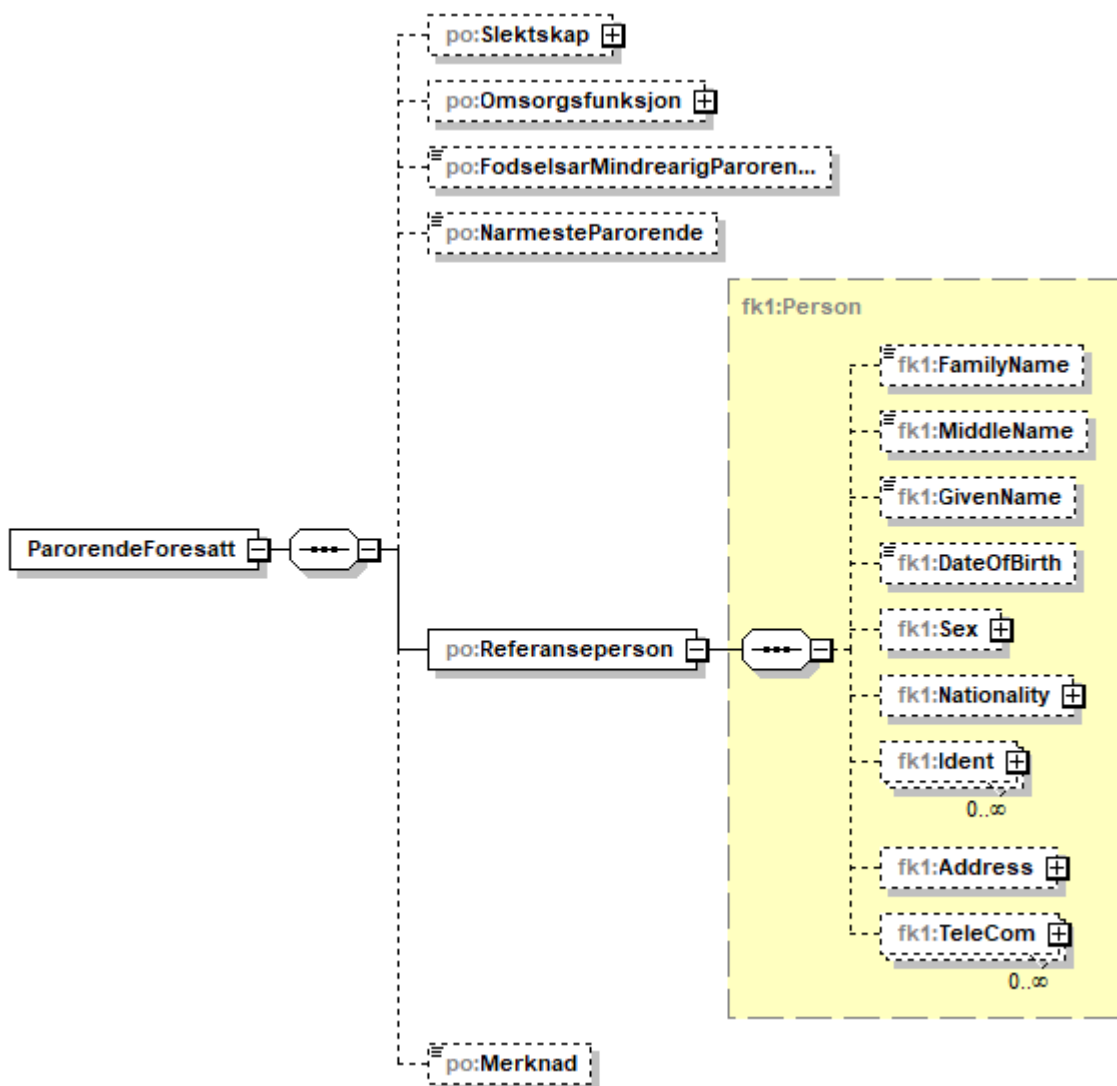 po:Slektskap
po:Omsorgsfunksjon
po:FodselsarMindrearigParoren...
po:NarmesteParorende
fk1:Person
fk1:FamilyName
fk1:MiddleName
fk1:GivenName
fk1:DateOfBirth
ParorendeForesatt
fk1:Sex
po:Referanseperson
fk1:Nationality
fk1:Ident
0..∞
fk1:Address
fk1:TeleCom
0..∞
po:Merknad